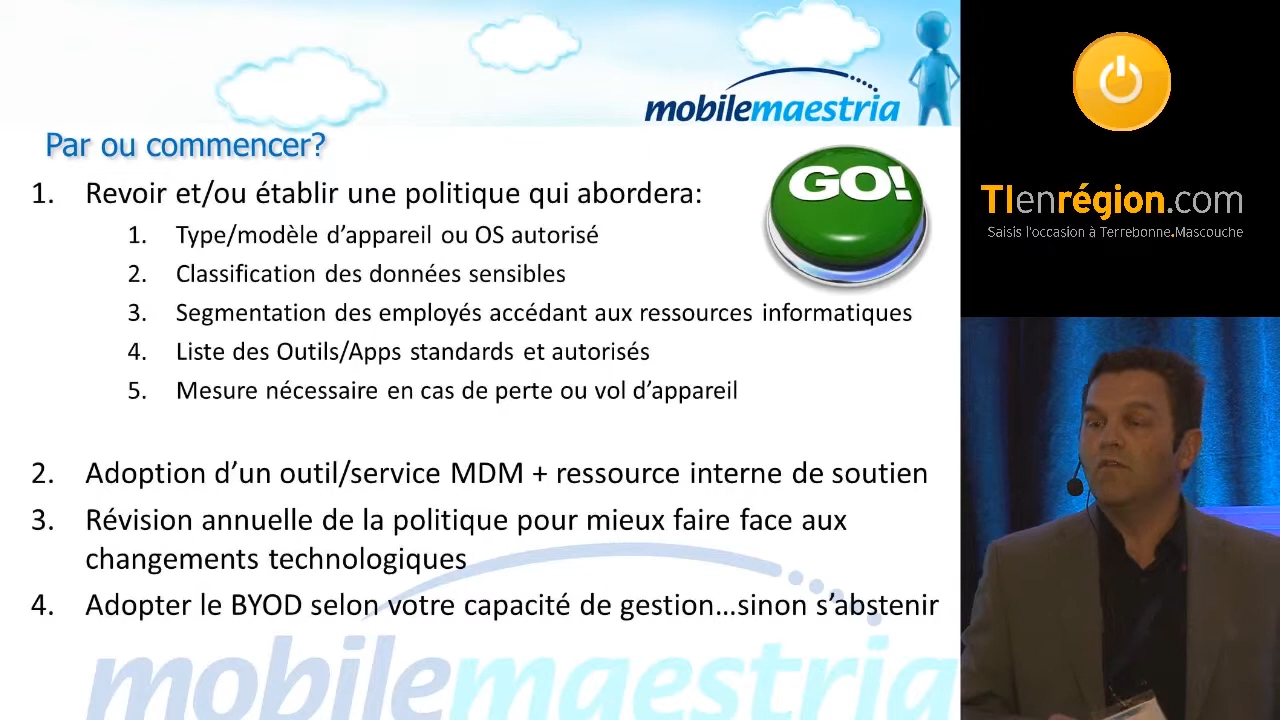 mobilemaestria
Par ou commencer?
GO!
1. Revoir et/ou établir une politique qui abordera:
1. Type/modèle d’appareil ou OS autorisé
2. Classification des données sensibles
3. Segmentation des employés accédant aux ressources informatiques
4. Liste des Outils/Apps standards et autorisés
5. Mesure nécessaire en cas de perte ou vol d’appareil
2. Adoption d’un outil/service MDM + ressource interne de soutien
3. Révision annuelle de la politique pour mieux faire face aux
changements technologiques
4. Adopter le BYOD selon votre capacité de gestion…sinon s’abstenir
mobilemaestria
TIenrégion.com
Saisis l'occasion à Terrebonne.Mascouche